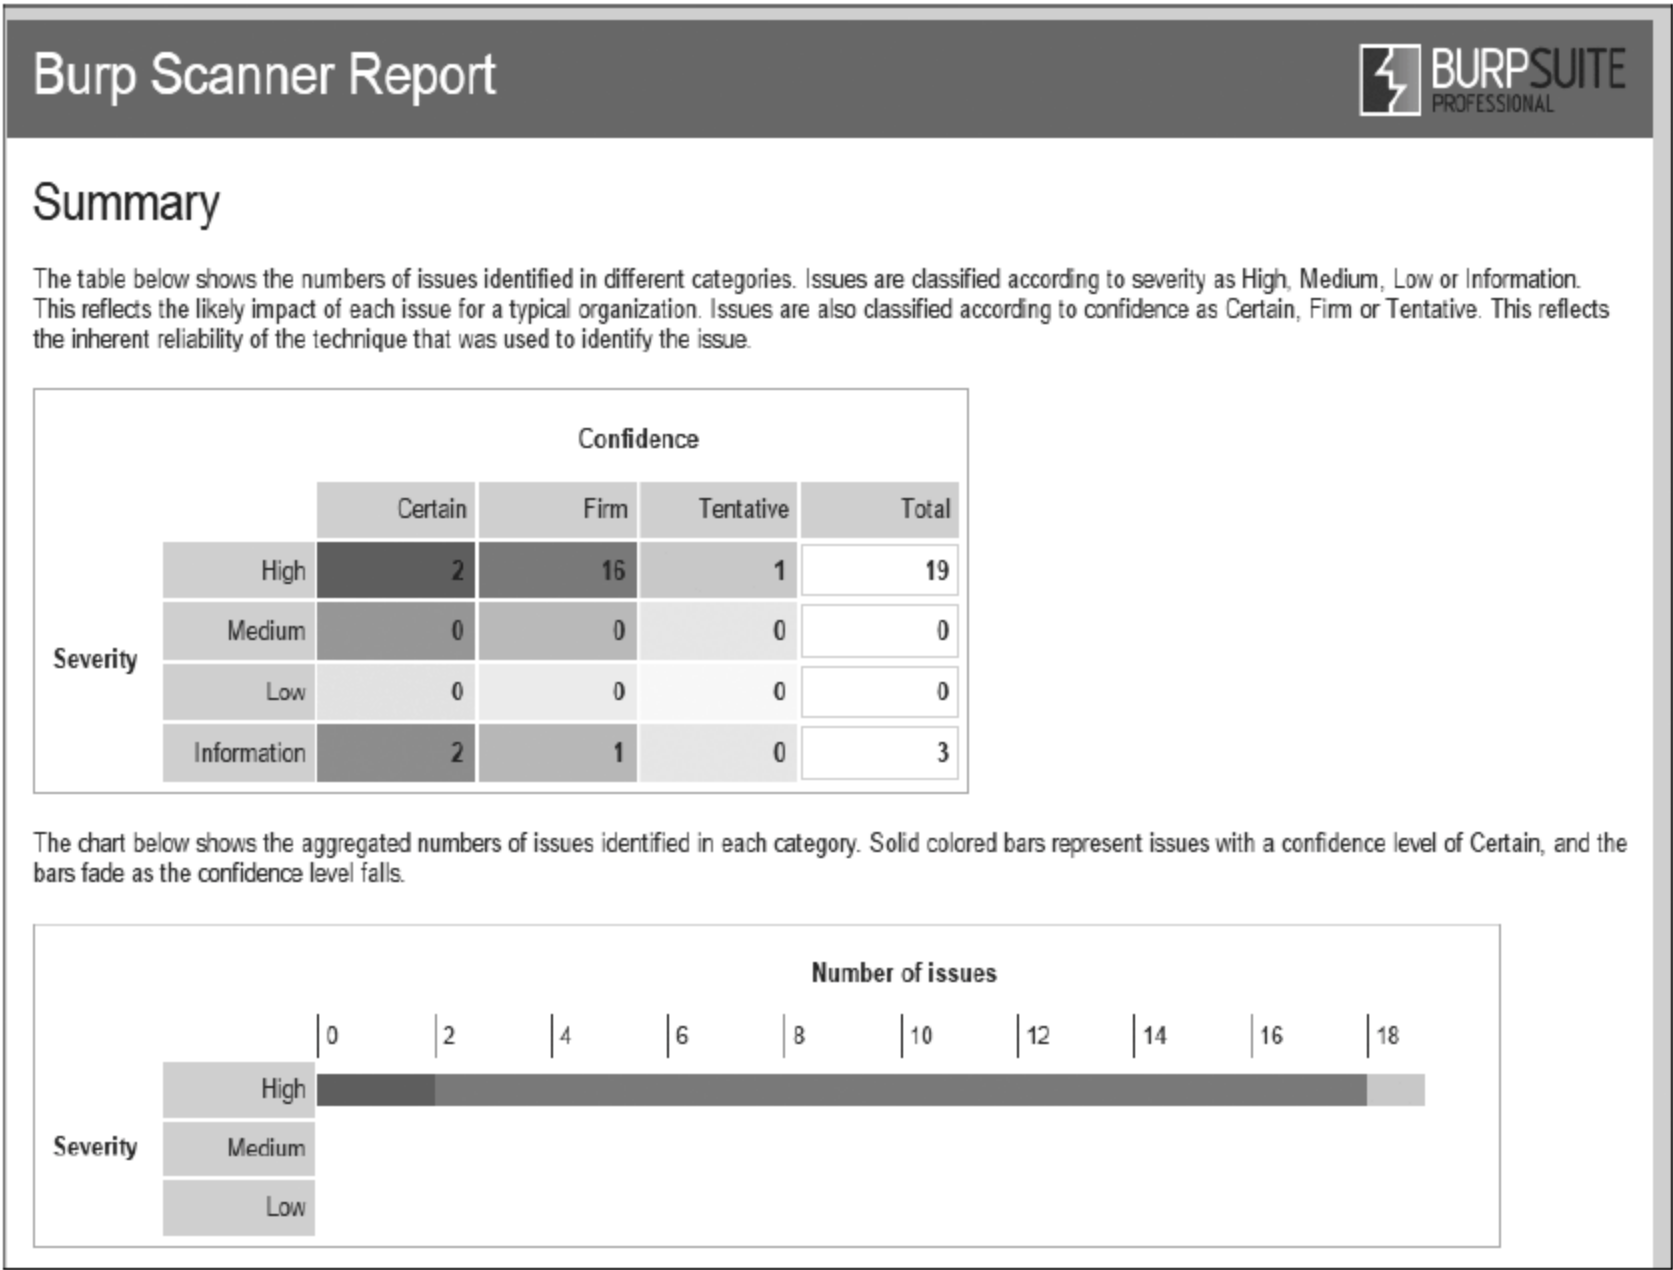 Burp Scanner Report
BURPSUITE
PROFESSIONAL
Summary
The table below shows the numbers of issues identified in different categories. Issues are classified according to severity as High, Medium, Low or Information.
This reflects the likely impact of each issue for a typical organization. Issues are also classified according to confidence as Certain, Firm or Tentative. This reflects
the inherent reliability of the technique that was used to identify the issue.
Confidence
Certain Firm Tentative Total
High 2 16 1 19
Medium 0 0 0 0
Severity
Low 0 0 0 0
Information 2 1 0 3
The chart below shows the aggregated numbers of issues identified in each category. Solid colored bars represent issues with a confidence level of Certain, and the
bars fade as the confidence level falls.
Number of issues
0 2 4 6 8 10 12 14 16 18
High
Severity Medium
Low